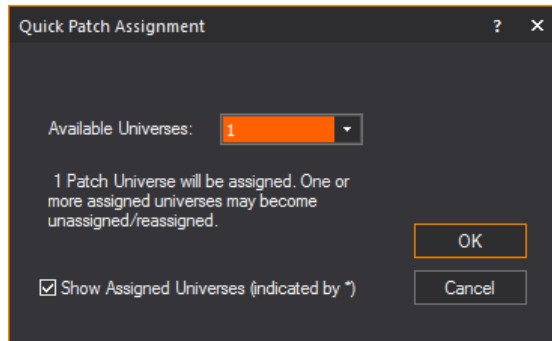 Quick Patch Assignment ? ×
Available Universes: 1
1 Patch Universe will be assigned. One or
more assigned universes may become
unassigned/reassigned.
OK
Show Assigned Universes (indicated by *)
Cancel